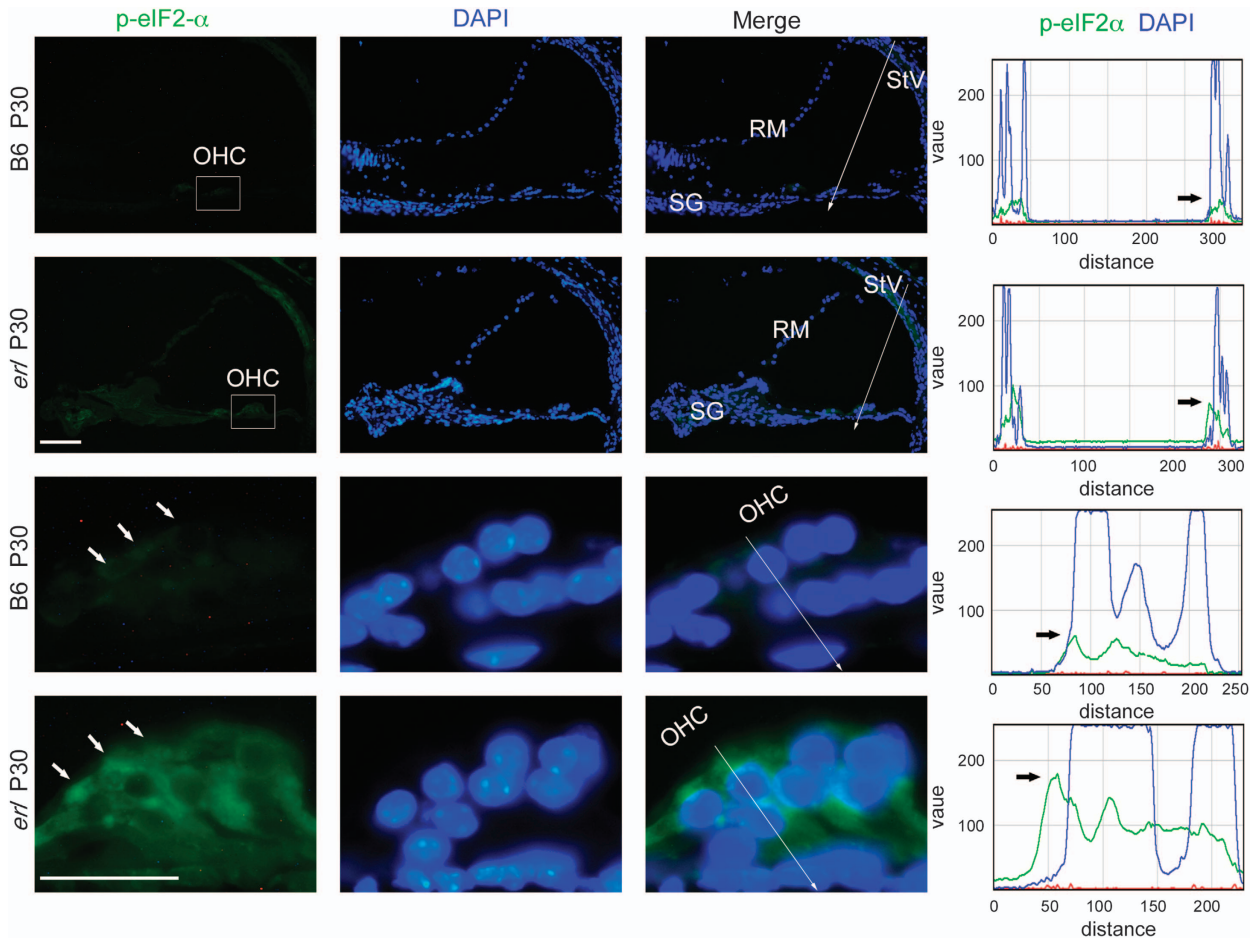 p-eIF2-α DAPI Merge p-eIF2α DAPI
B6 P30
OHC
RM
StV
SG
vaue
200
100
0 100 200 300
distance
erl P30
OHC
RM
StV
SG
vaue
200
100
0 100 200 300
distance
B6 P30
OHC
vaue
200
100
0 50 100 150 200 250
distance
erl P30
OHC
vaue
200
100
0 50 100 150 200
distance